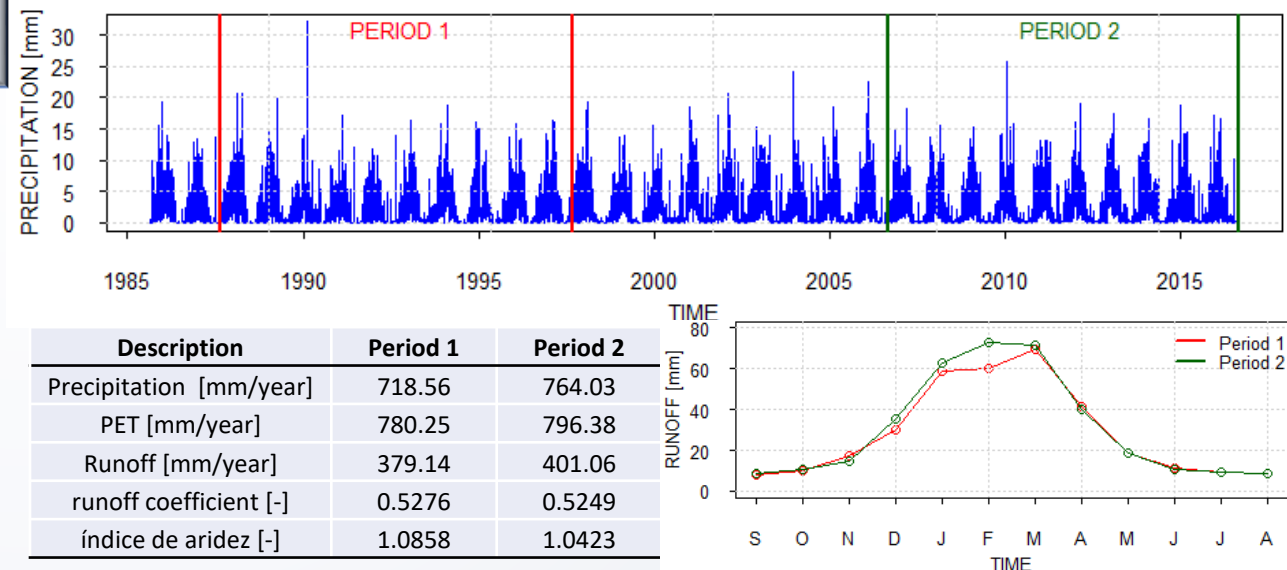 PRECIPITATION [mm]
30
25
20
15
10
5
0
PERIOD 1
PERIOD 2
1985 1990 1995 2000 2005 2010 2015
TIME
Description Period 1 Period 2
Precipitation [mm/year] 718.56 764.03
PET [mm/year] 780.25 796.38
Runoff [mm/year] 379.14 401.06
runoff coefficient [-] 0.5276 0.5249
índice de aridez [-] 1.0858 1.0423
RUNOFF [mm]
80
60
40
20
0
Period 1
Period 2
S O N D J F M A M J J A
TIME